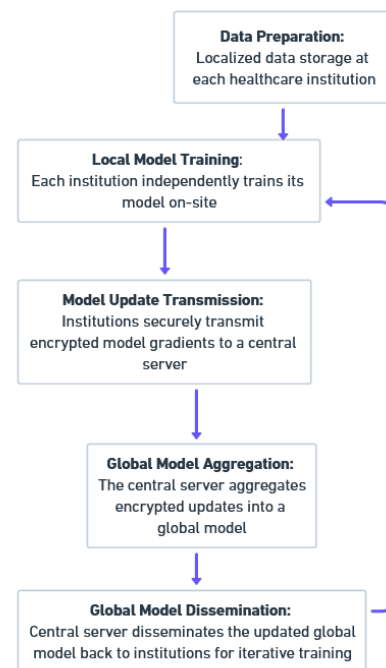 Data Preparation:
Localized data storage at
each healthcare institution
Local Model Training:
Each institution independently trains its
model on-site
Model Update Transmission:
Institutions securely transmit
encrypted model gradients to a central
server
Global Model Aggregation:
The central server aggregates
encrypted updates into a
global model
Global Model Dissemination:
Central server disseminates the updated global
model back to institutions for iterative training